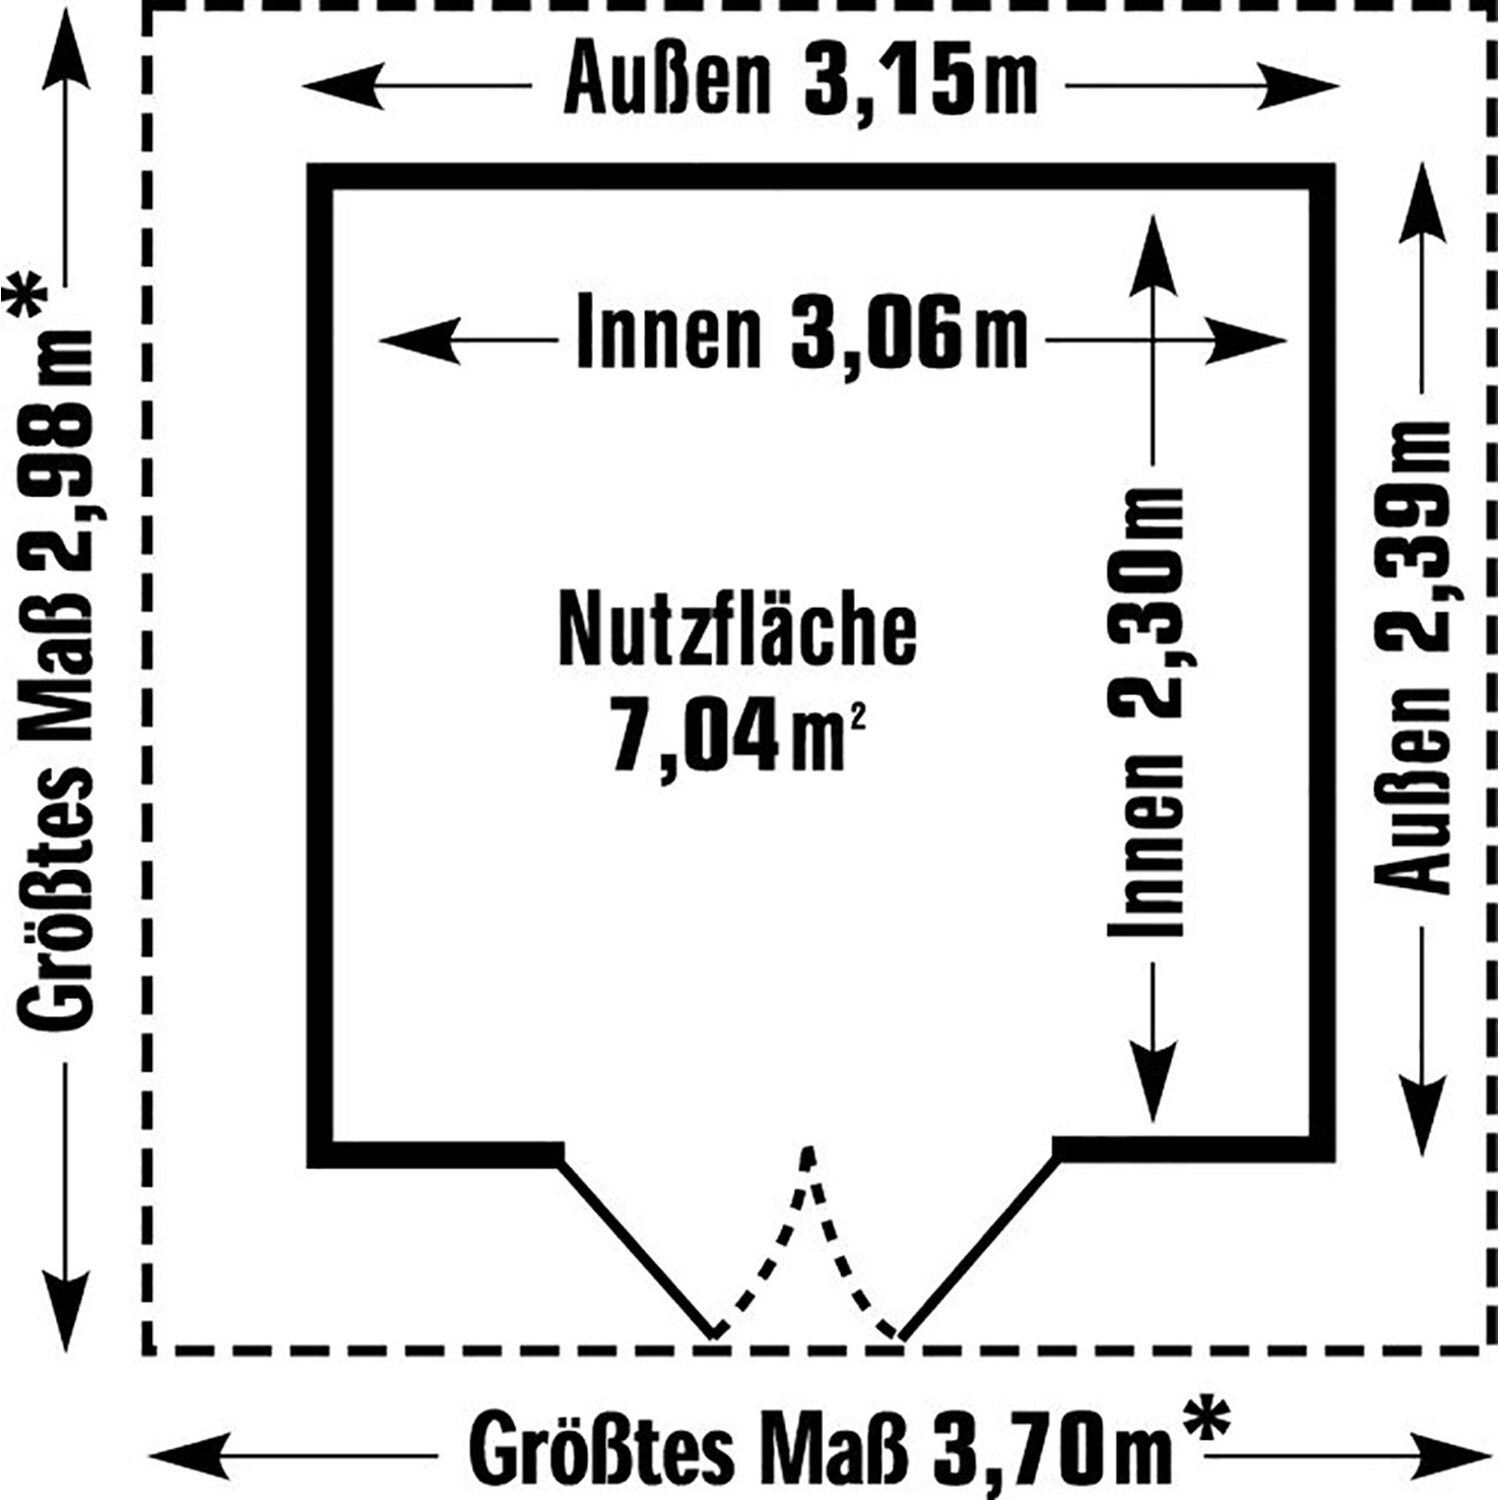 Außen 3,15m
Innen 3,06m
Größtes Maß 2,98m*
Nutzfläche
7,04m²
Innen 2,30m
Außen 2,39m
Größtes Maß 3,70m*